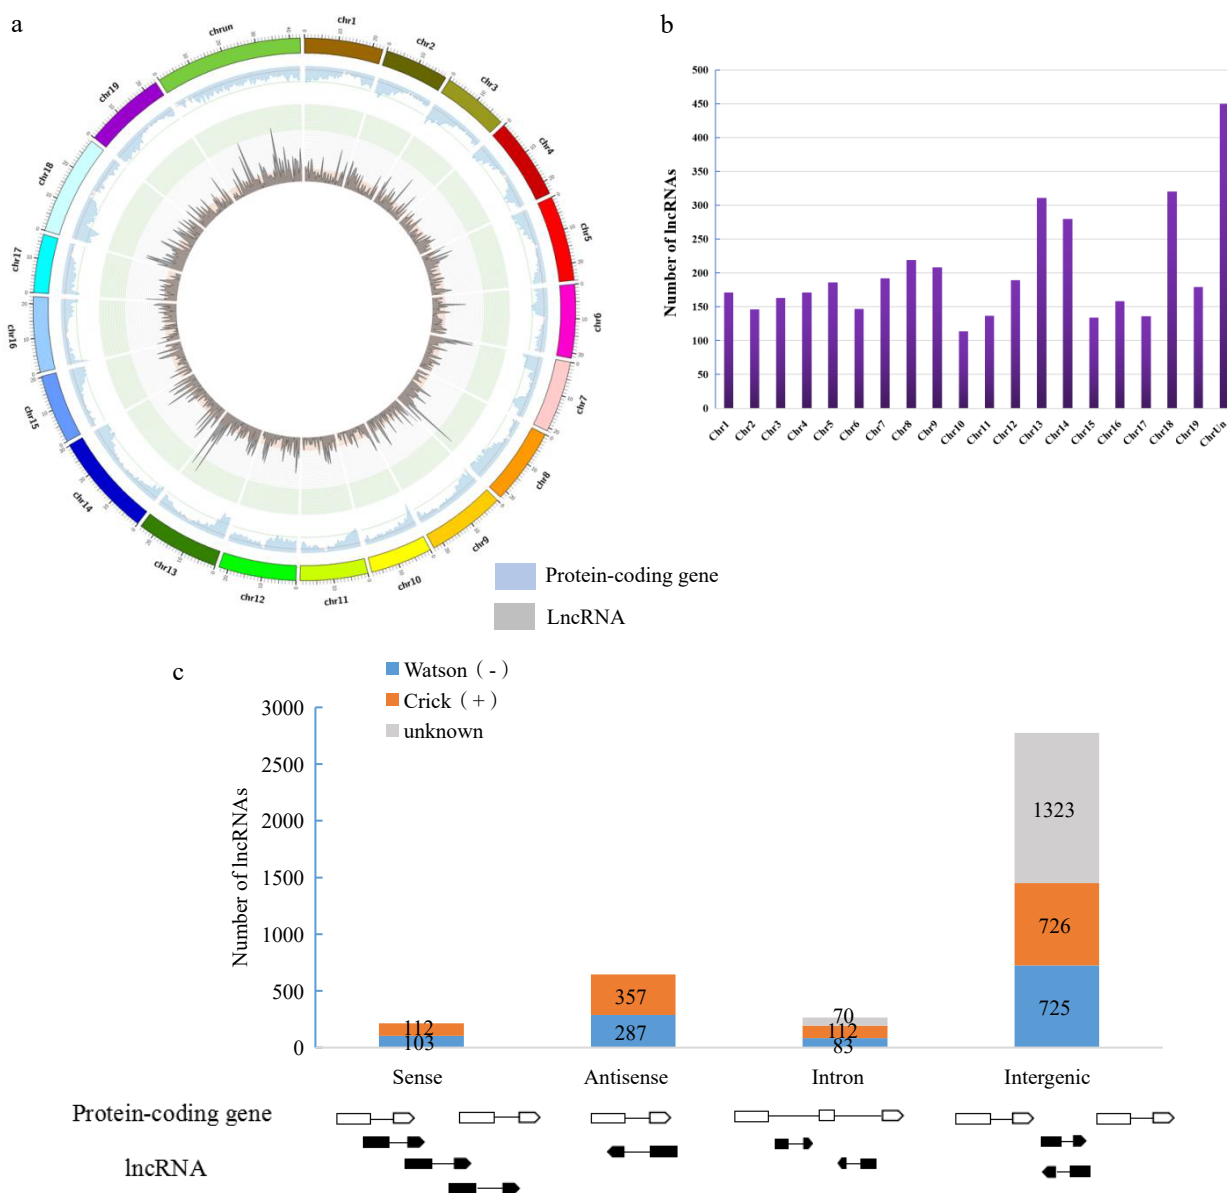 a
chrun
chr1
chr2
chr3
chr4
chr5
chr6
chr7
chr8
chr9
chr10
chr11
chr12
chr13
chr14
chr15
chr16
chr17
chr18
chr19
Protein-coding gene
LncRNA
b
Number of lncRNAs
500
450
400
350
300
250
200
150
100
50
0
Chr1 Chr2 Chr3 Chr4 Chr5 Chr6 Chr7 Chr8 Chr9 Chr10 Chr11 Chr12 Chr13 Chr14 Chr15 Chr16 Chr17 Chr18 Chr19 ChrUn
c
Watson (-)
Crick (+)
unknown
Number of lncRNAs
3000
2500
2000
1500
1000
500
0
1323
726
725
357
287
112
103
70
112
83
Sense Antisense Intron Intergenic
Protein-coding gene
lncRNA